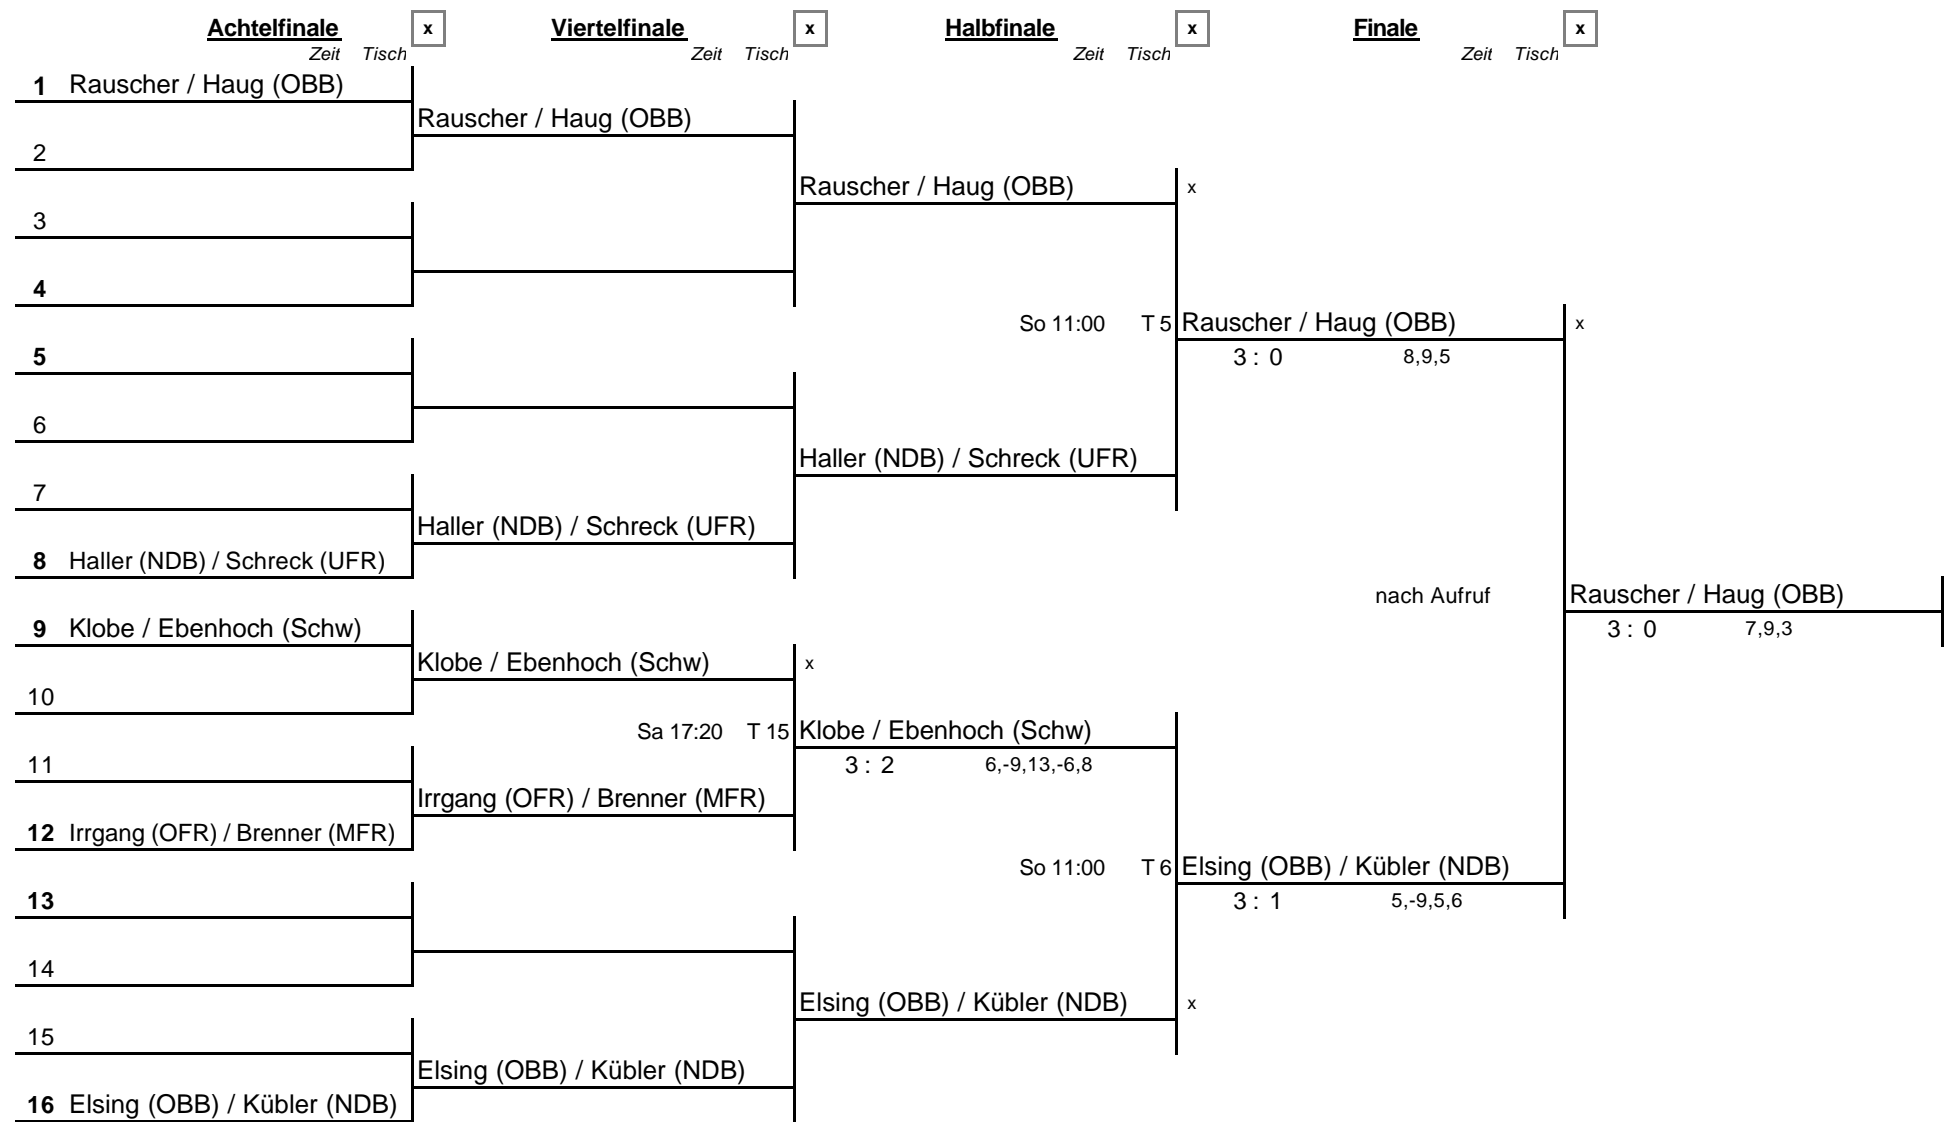 Achtelfinale x Viertelfinale x Halbfinale x Finale x
Zeit Tisch Zeit Tisch Zeit Tisch Zeit Tisch
1 Rauscher / Haug (OBB)
Rauscher / Haug (OBB)
2
Rauscher / Haug (OBB) x
3
4
So 11:00 T 5 Rauscher / Haug (OBB) x
5 3 : 0 8,9,5
6
Haller (NDB) / Schreck (UFR)
7
Haller (NDB) / Schreck (UFR)
8 Haller (NDB) / Schreck (UFR)
nach Aufruf Rauscher / Haug (OBB)
9 Klobe / Ebenhoch (Schw) 3 : 0 7,9,3
Klobe / Ebenhoch (Schw) x
10
Sa 17:20 T 15 Klobe / Ebenhoch (Schw)
11 3 : 2 6,-9,13,-6,8
Irrgang (OFR) / Brenner (MFR)
12 Irrgang (OFR) / Brenner (MFR)
So 11:00 T 6 Elsing (OBB) / Kübler (NDB)
13 3 : 1 5,-9,5,6
14
Elsing (OBB) / Kübler (NDB) x
15
Elsing (OBB) / Kübler (NDB)
16 Elsing (OBB) / Kübler (NDB)